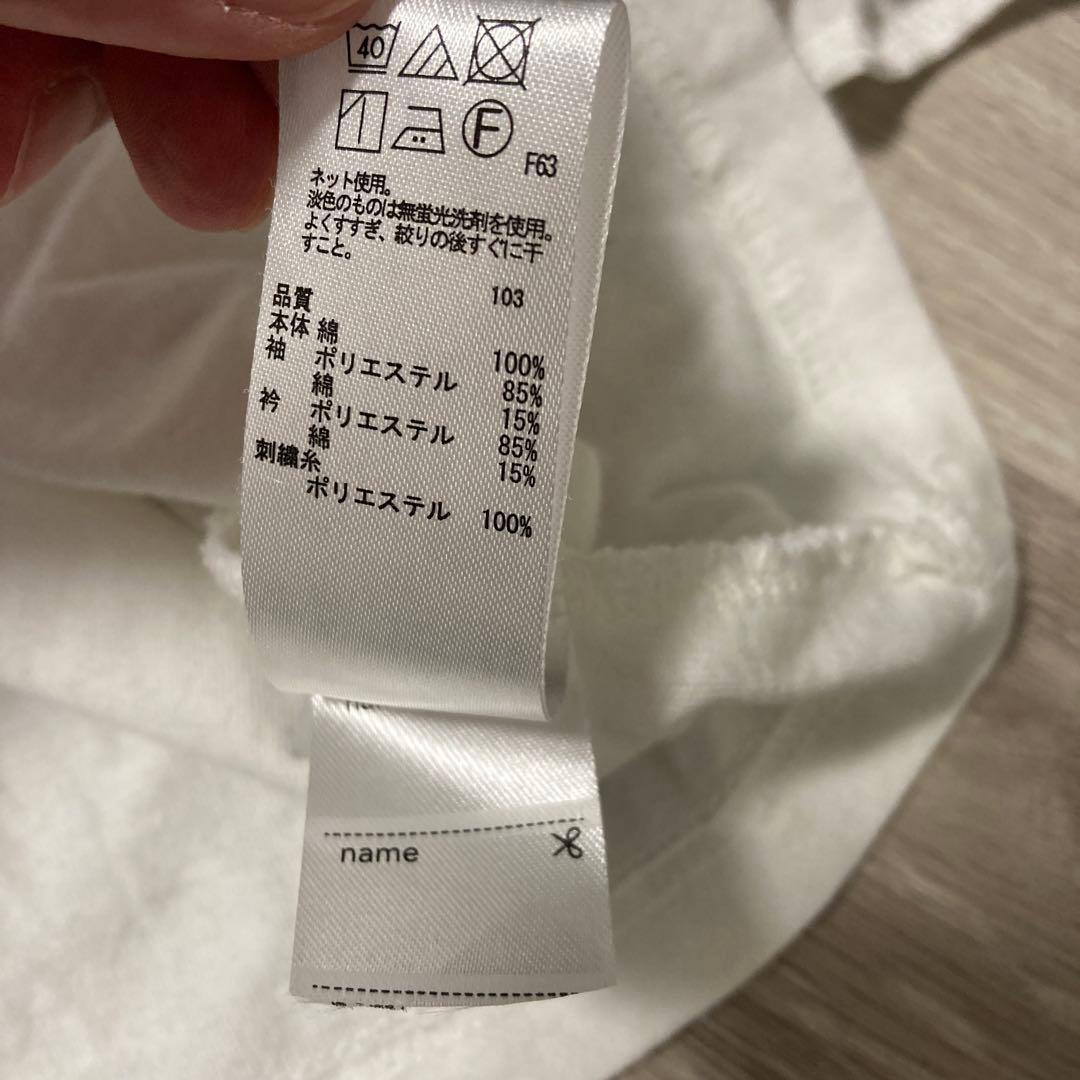 40
F
F63
ネット使用。
淡色のものは無蛍光洗剤を使用。
よくすすぎ、絞りの後すぐに干
すこと。
品質 103
本体 綿 100%
袖 ポリエステル 85%
綿 15%
衿 ポリエステル 85%
綿 15%
刺繍糸
ポリエステル 100%
name